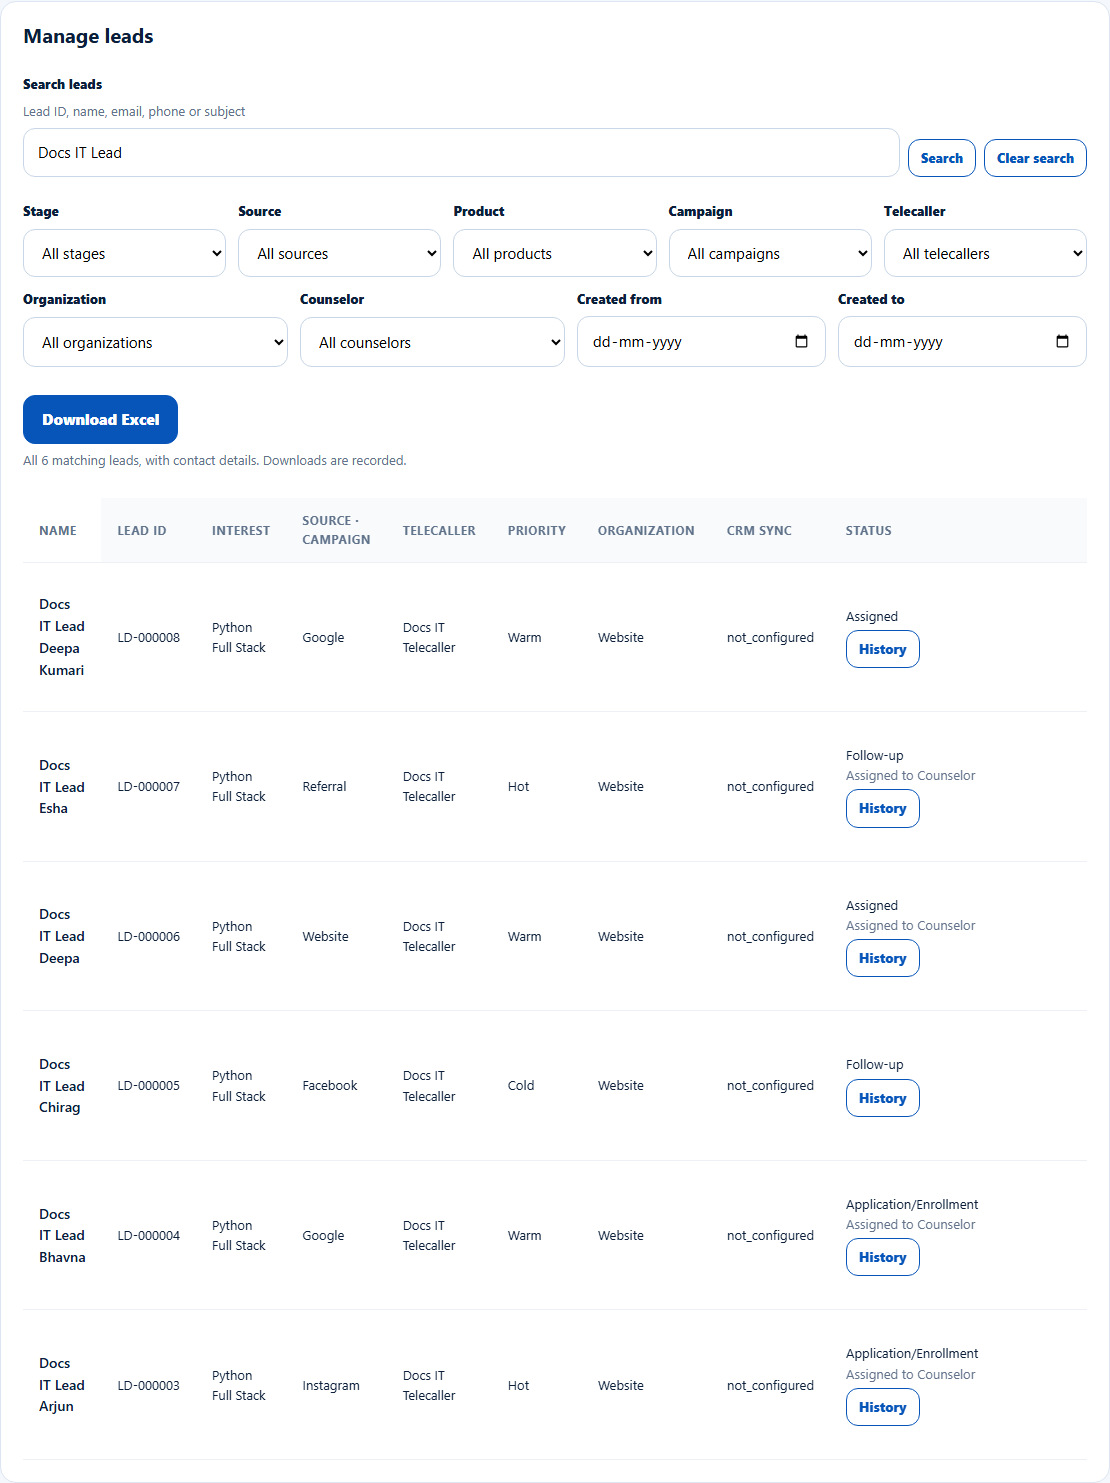 Manage leads
Search leads
Lead ID, name, email, phone or subject
Docs IT Lead
Search
Clear search
Stage
Source
Product
Campaign
Telecaller
All stages
All sources
All products
All campaigns
All telecallers
Organization
Counselor
Created from
Created to
All organizations
All counselors
dd-mm-yyyy
dd-mm-yyyy
Download Excel
All 6 matching leads, with contact details. Downloads are recorded.
NAME
LEAD ID
INTEREST
SOURCE ·
CAMPAIGN
TELECALLER
PRIORITY
ORGANIZATION
CRM SYNC
STATUS
Docs
IT Lead
Deepa
Kumari
LD-000008
Python
Full Stack
Google
Docs IT
Telecaller
Warm
Website
not_configured
Assigned
History
Docs
IT Lead
Esha
LD-000007
Python
Full Stack
Referral
Docs IT
Telecaller
Hot
Website
not_configured
Follow-up
Assigned to Counselor
History
Docs
IT Lead
Deepa
LD-000006
Python
Full Stack
Website
Docs IT
Telecaller
Warm
Website
not_configured
Assigned
Assigned to Counselor
History
Docs
IT Lead
Chirag
LD-000005
Python
Full Stack
Facebook
Docs IT
Telecaller
Cold
Website
not_configured
Follow-up
History
Docs
IT Lead
Bhavna
LD-000004
Python
Full Stack
Google
Docs IT
Telecaller
Warm
Website
not_configured
Application/Enrollment
Assigned to Counselor
History
Docs
IT Lead
Arjun
LD-000003
Python
Full Stack
Instagram
Docs IT
Telecaller
Hot
Website
not_configured
Application/Enrollment
Assigned to Counselor
History